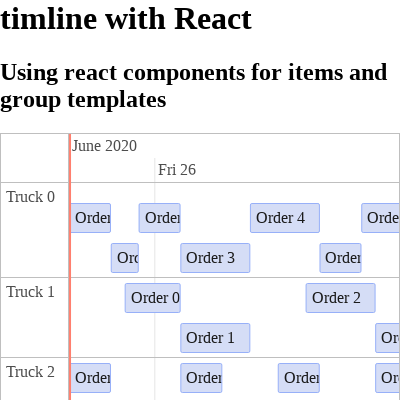 timline with React
Using react components for items and
group templates
June 2020
Fri 26
Truck 0
Order
Order
Order 4
Orde
Orc
Order 3
Order
Truck 1
Order 0
Order 2
Order 1
Or
Truck 2
Order
Order
Order
Or